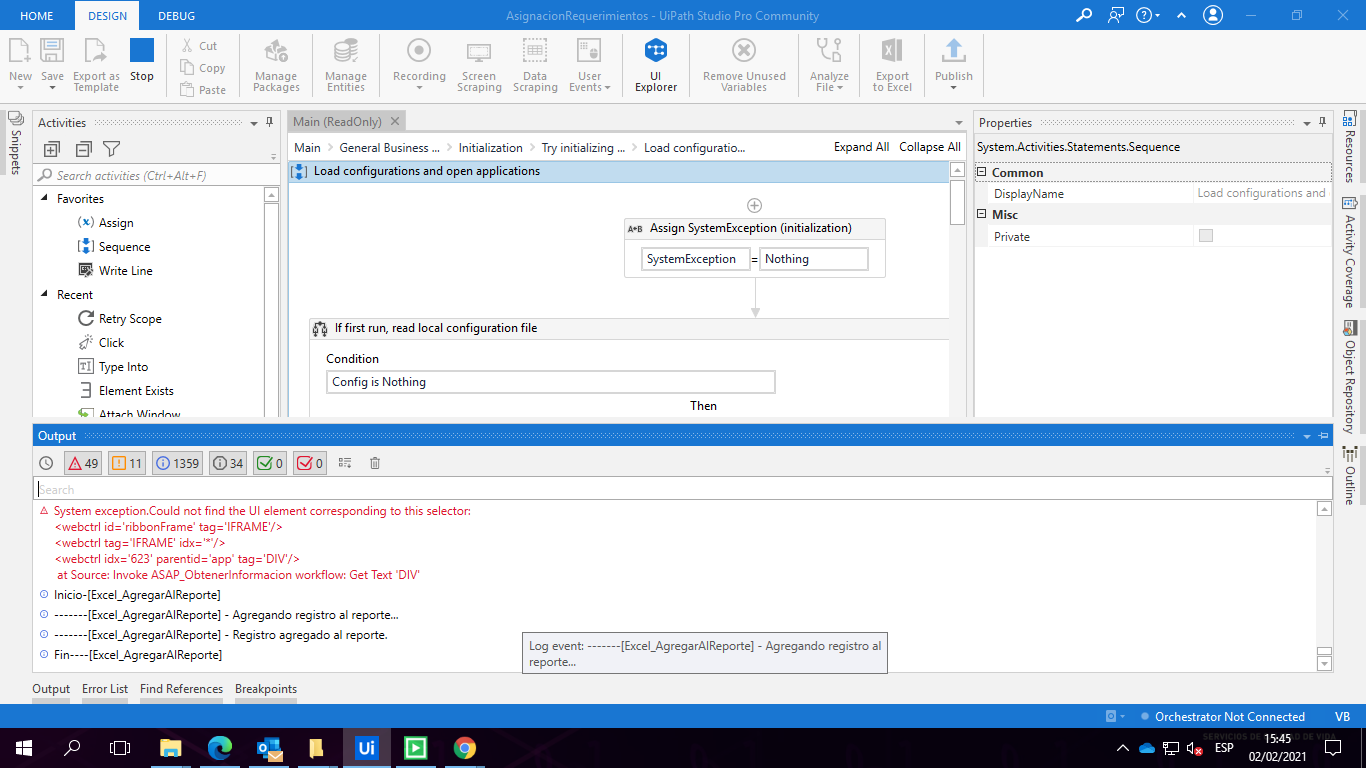 HOME DESIGN DEBUG AsignacionRequerimientos - UiPath Studio Pro Community
New Save Export as Template Stop Cut Copy Paste Manage Packages Manage Entities Recording Screen Scraping Data Scraping User Events UI Explorer Remove Unused Variables Analyze File Export to Excel Publish
Snippets
Activities
Search activities (Ctrl+Alt+F)
Favorites
Assign
Sequence
Write Line
Recent
Retry Scope
Click
Type Into
Element Exists
Attach Window
Main (ReadOnly)
Main General Business ... Initialization Try initializing ... Load configuratio... Expand All Collapse All
Load configurations and open applications
A*B Assign SystemException (initialization)
SystemException = Nothing
If first run, read local configuration file
Condition
Config is Nothing
Then
Properties
System.Activities.Statements.Sequence
Common
DisplayName Load configurations and
Misc
Private
Resources
Activity Coverage
Object Repository
Outline
Output
49 11 1359 34 0 0
Search
System exception.Could not find the UI element corresponding to this selector:
<webctrl id='ribbonFrame' tag='IFRAME'/>
<webctrl tag='IFRAME' idx='*'/>
<webctrl idx='623' parentid='app' tag='DIV'/>
at Source: Invoke ASAP_ObtenerInformacion workflow: Get Text 'DIV'
Inicio-[Excel_AgregarAlReporte]
-------[Excel_AgregarAlReporte] - Agregando registro al reporte...
-------[Excel_AgregarAlReporte] - Registro agregado al reporte.
Fin----[Excel_AgregarAlReporte]
Log event: -------[Excel_AgregarAlReporte] - Agregando registro al
reporte...
Output Error List Find References Breakpoints
Orchestrator Not Connected VB
Ui ESP 15:45
02/02/2021